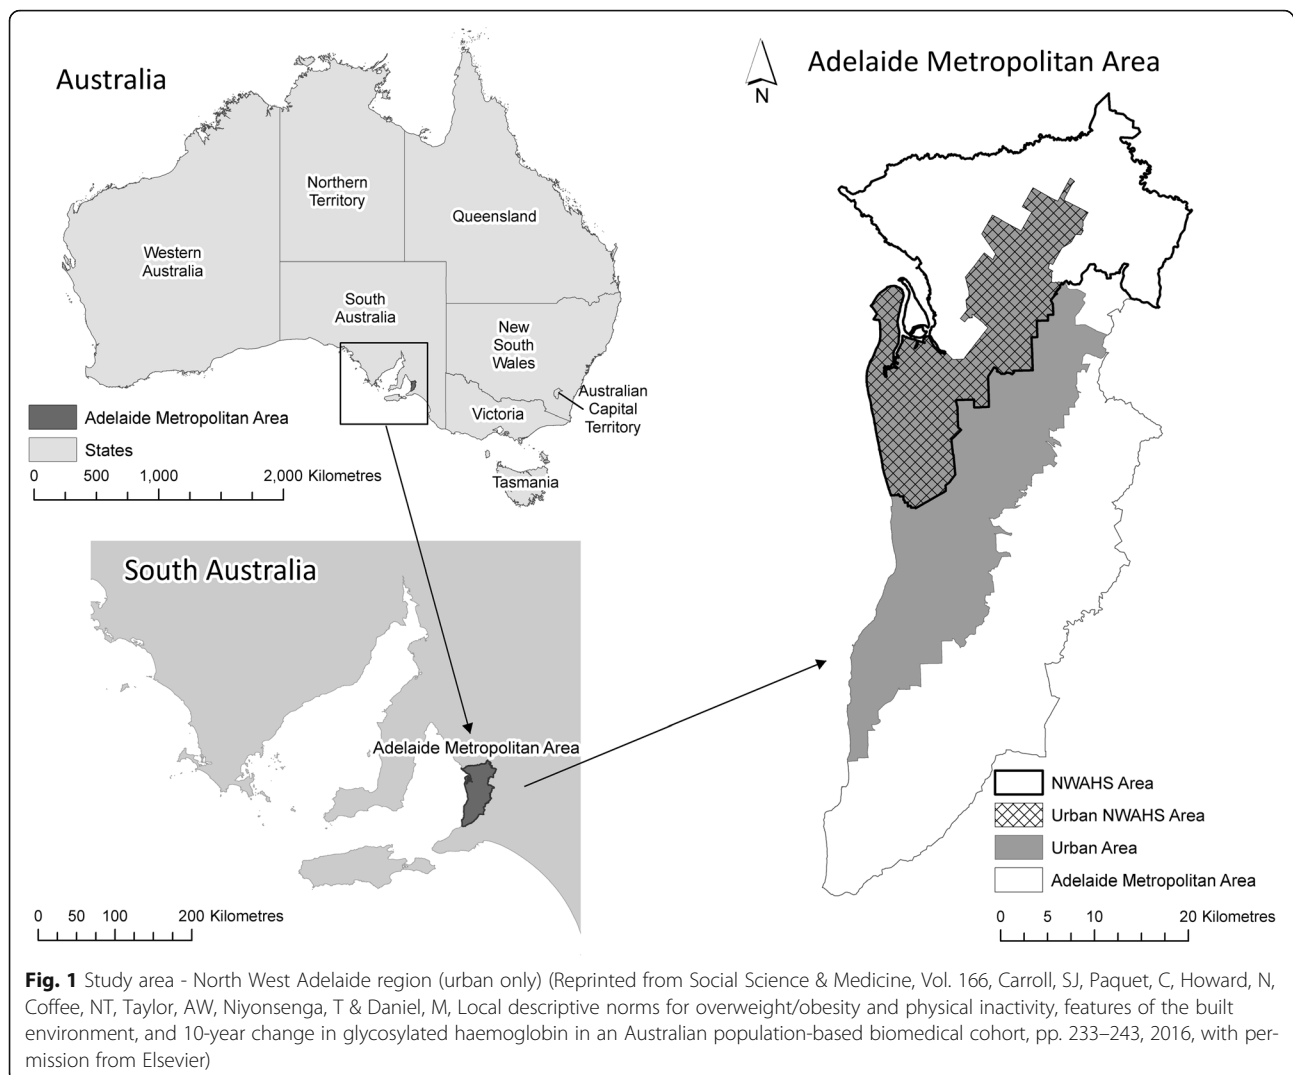 Australia
Northern
Territory
Queensland
Western
Australia
South
Australia
New
South
Wales
Australian
Capital
Territory
Victoria
Tasmania
Adelaide Metropolitan Area
States
0 500 1,000 2,000 Kilometres
South Australia
Adelaide Metropolitan Area
0 50 100 200 Kilometres
N
Adelaide Metropolitan Area
NWAHS Area
Urban NWAHS Area
Urban Area
Adelaide Metropolitan Area
0 5 10 20 Kilometres
Fig. 1 Study area - North West Adelaide region (urban only) (Reprinted from Social Science & Medicine, Vol. 166, Carroll, SJ, Paquet, C, Howard, N,
Coffee, NT, Taylor, AW, Niyonsenga, T & Daniel, M, Local descriptive norms for overweight/obesity and physical inactivity, features of the built
environment, and 10-year change in glycosylated haemoglobin in an Australian population-based biomedical cohort, pp. 233–243, 2016, with per-
mission from Elsevier)